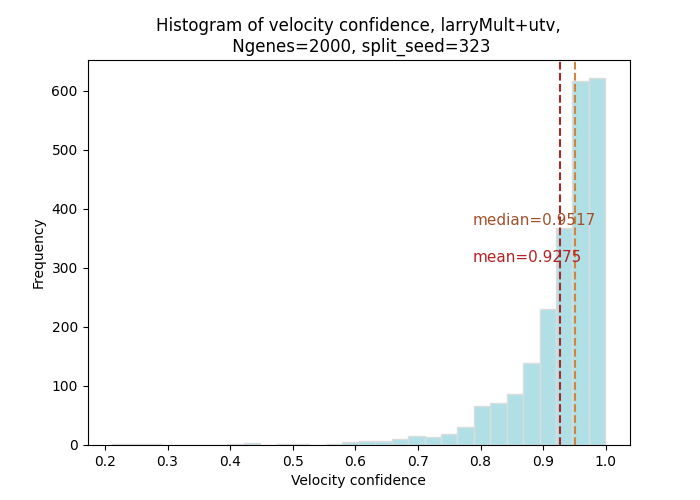 Histogram of velocity confidence, larryMult+utv,
Ngenes=2000, split_seed=323
600
500
400
300
200
100
0
Frequency
median=0.9517
mean=0.9275
0.2 0.3 0.4 0.5 0.6 0.7 0.8 0.9 1.0
Velocity confidence